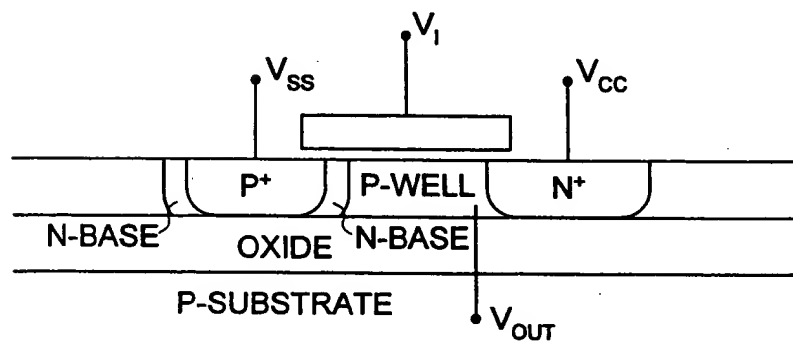 V_I
V_SS
V_CC
P⁺ P-WELL N⁺
N-BASE OXIDE N-BASE
P-SUBSTRATE
V_OUT